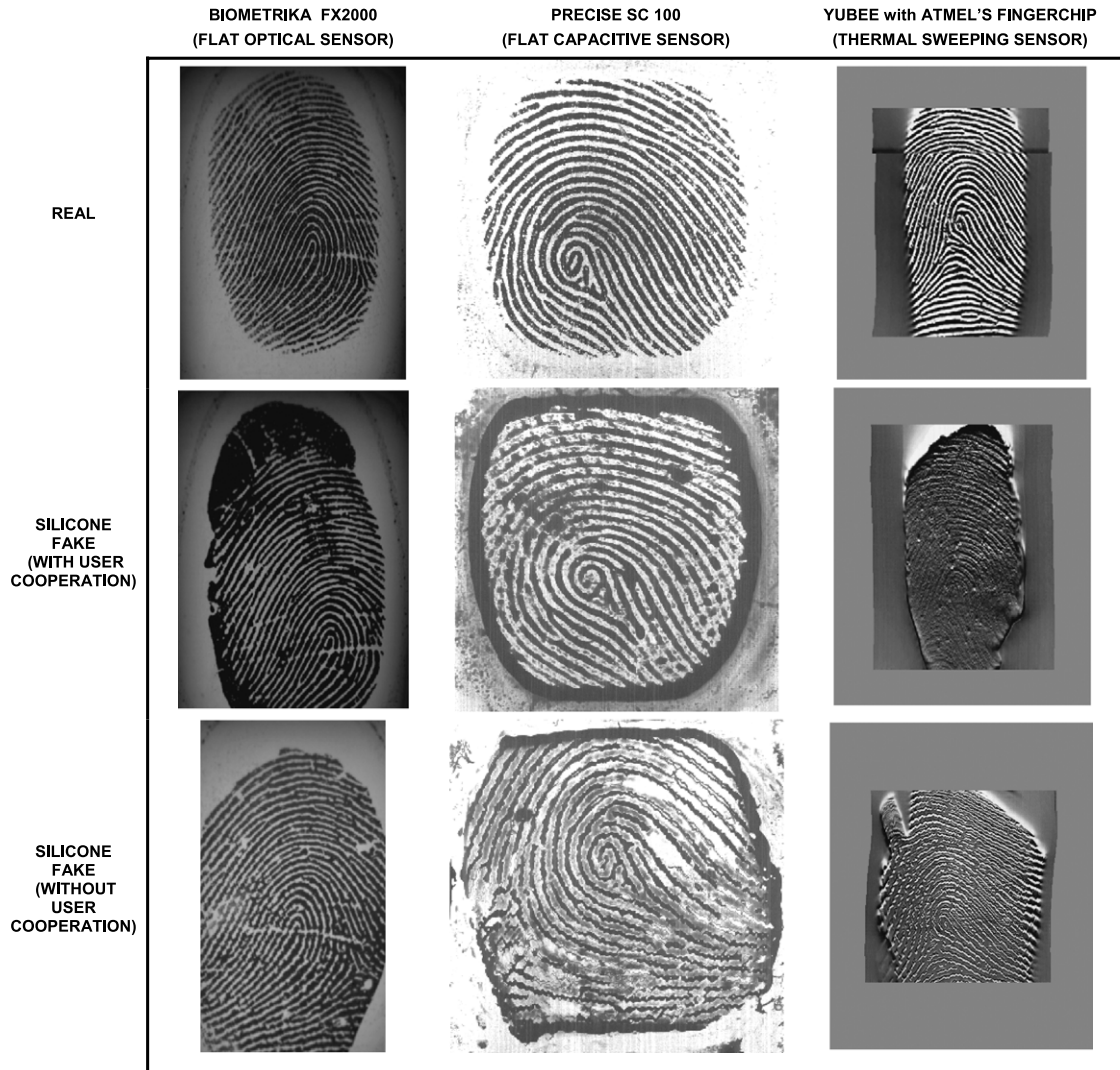 BIOMETRIKA FX2000
(FLAT OPTICAL SENSOR)
PRECISE SC 100
(FLAT CAPACITIVE SENSOR)
YUBEE with ATMEL'S FINGERCHIP
(THERMAL SWEEPING SENSOR)
REAL
SILICONE
FAKE
(WITH USER
COOPERATION)
SILICONE
FAKE
(WITHOUT
USER
COOPERATION)